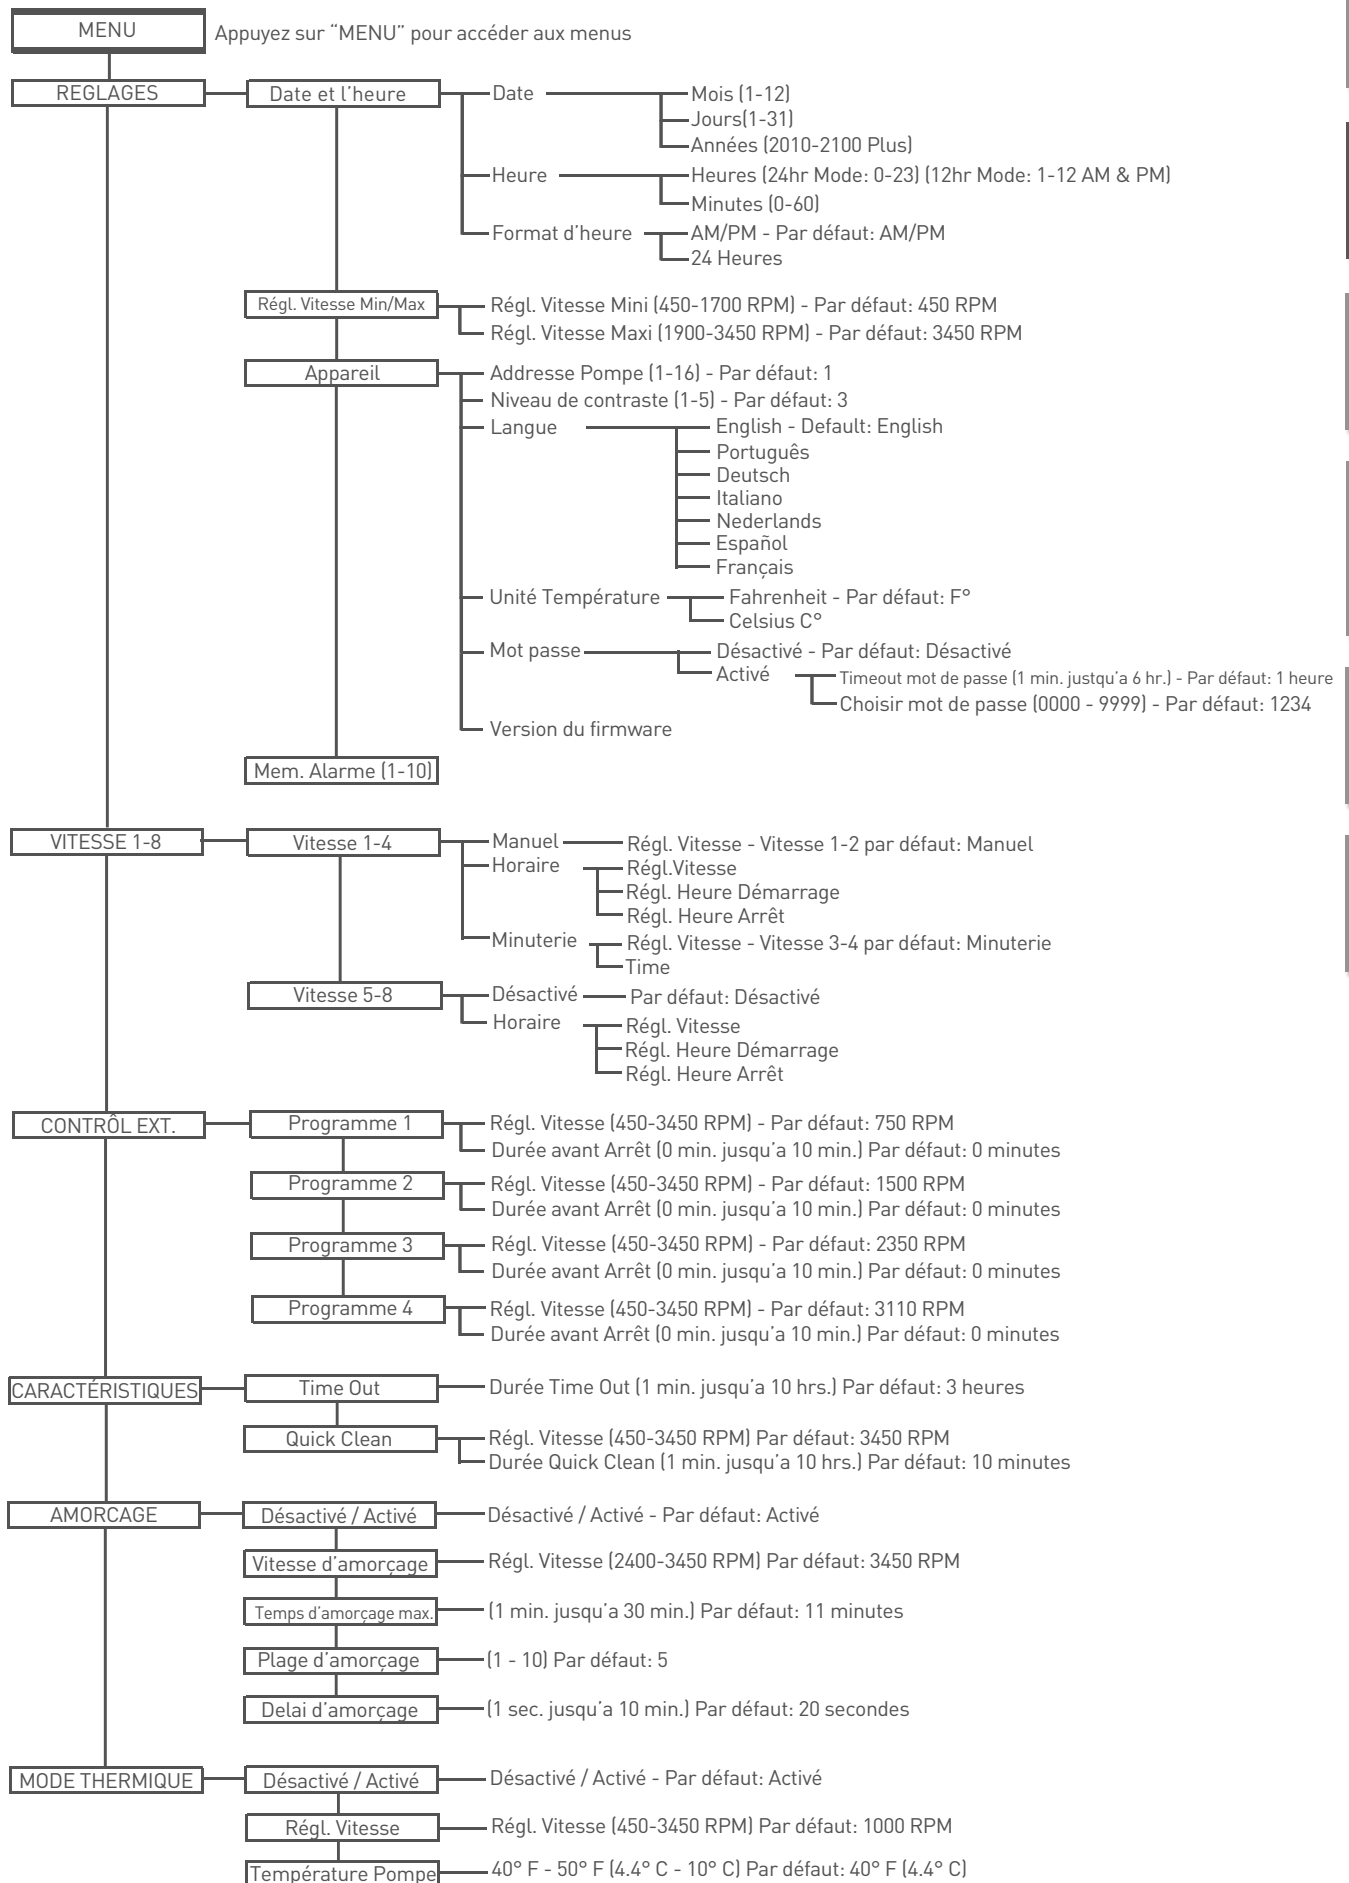 MENU
Appuyez sur “MENU” pour accéder aux menus
REGLAGES
Date et l’heure
Date
Mois (1-12)
Jours(1-31)
Années (2010-2100 Plus)
Heure
Heures (24hr Mode: 0-23) (12hr Mode: 1-12 AM & PM)
Minutes (0-60)
Format d’heure
AM/PM - Par défaut: AM/PM
24 Heures
Régl. Vitesse Min/Max
Régl. Vitesse Mini (450-1700 RPM) - Par défaut: 450 RPM
Régl. Vitesse Maxi (1900-3450 RPM) - Par défaut: 3450 RPM
Appareil
Addresse Pompe (1-16) - Par défaut: 1
Niveau de contraste (1-5) - Par défaut: 3
Langue
English - Default: English
Português
Deutsch
Italiano
Nederlands
Español
Français
Unité Température
Fahrenheit - Par défaut: F°
Celsius C°
Mot passe
Désactivé - Par défaut: Désactivé
Activé
Timeout mot de passe (1 min. justqu’a 6 hr.) - Par défaut: 1 heure
Choisir mot de passe (0000 - 9999) - Par défaut: 1234
Version du firmware
Mem. Alarme (1-10)
VITESSE 1-8
Vitesse 1-4
Manuel
Régl. Vitesse - Vitesse 1-2 par défaut: Manuel
Horaire
Régl.Vitesse
Régl. Heure Démarrage
Régl. Heure Arrêt
Minuterie
Régl. Vitesse - Vitesse 3-4 par défaut: Minuterie
Time
Vitesse 5-8
Désactivé
Par défaut: Désactivé
Horaire
Régl. Vitesse
Régl. Heure Démarrage
Régl. Heure Arrêt
CONTRÔL EXT.
Programme 1
Régl. Vitesse (450-3450 RPM) - Par défaut: 750 RPM
Durée avant Arrêt (0 min. jusqu’a 10 min.) Par défaut: 0 minutes
Programme 2
Régl. Vitesse (450-3450 RPM) - Par défaut: 1500 RPM
Durée avant Arrêt (0 min. jusqu’a 10 min.) Par défaut: 0 minutes
Programme 3
Régl. Vitesse (450-3450 RPM) - Par défaut: 2350 RPM
Durée avant Arrêt (0 min. jusqu’a 10 min.) Par défaut: 0 minutes
Programme 4
Régl. Vitesse (450-3450 RPM) - Par défaut: 3110 RPM
Durée avant Arrêt (0 min. jusqu’a 10 min.) Par défaut: 0 minutes
CARACTÉRISTIQUES
Time Out
Durée Time Out (1 min. jusqu’a 10 hrs.) Par défaut: 3 heures
Quick Clean
Régl. Vitesse (450-3450 RPM) Par défaut: 3450 RPM
Durée Quick Clean (1 min. jusqu’a 10 hrs.) Par défaut: 10 minutes
AMORCAGE
Désactivé / Activé
Désactivé / Activé - Par défaut: Activé
Vitesse d’amorçage
Régl. Vitesse (2400-3450 RPM) Par défaut: 3450 RPM
Temps d’amorçage max.
(1 min. jusqu’a 30 min.) Par défaut: 11 minutes
Plage d’amorçage
(1 - 10) Par défaut: 5
Delai d’amorçage
(1 sec. jusqu’a 10 min.) Par défaut: 20 secondes
MODE THERMIQUE
Désactivé / Activé
Désactivé / Activé - Par défaut: Activé
Régl. Vitesse
Régl. Vitesse (450-3450 RPM) Par défaut: 1000 RPM
Température Pompe
40° F - 50° F (4.4° C - 10° C) Par défaut: 40° F (4.4° C)